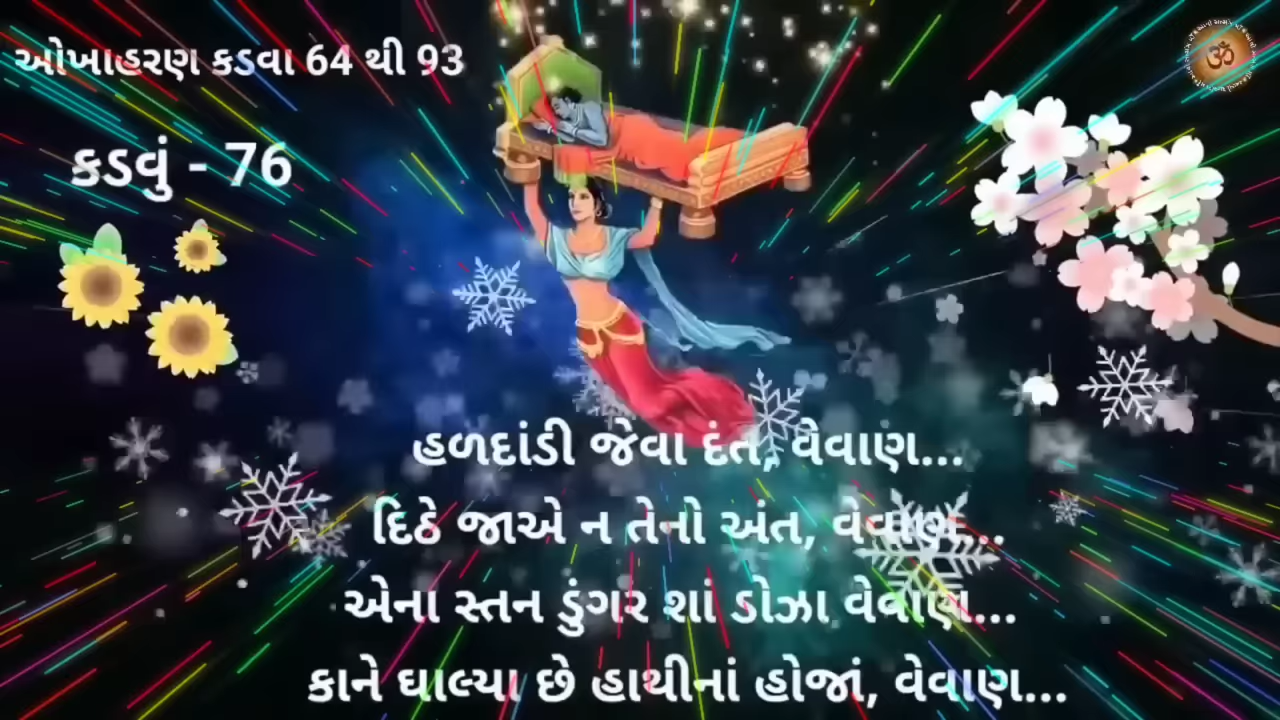 ઓખાહરણ કડવા 64 થી 93
કડવું - 76
હળદાંડી જેવા દંત, વેવાણ...
દિઠે જાએ ન તેનો અંત, વેવાણ...
એના સ્તન ડુંગર શાં ડોઝા વેવાણ...
કાને ઘાલ્યા છે હાથીનાં હોજાં, વેવાણ...
ૐ